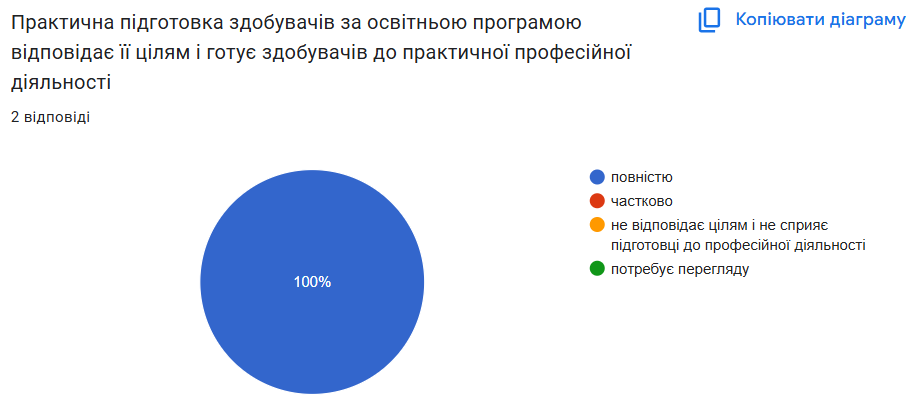 Практична підготовка здобувачів за освітньою програмою
відповідає її цілям і готує здобувачів до практичної професійної
діяльності
Копіювати діаграму
2 відповіді
100%
повністю
частково
не відповідає цілям і не сприяє
підготовці до професійної діяльності
потребує перегляду